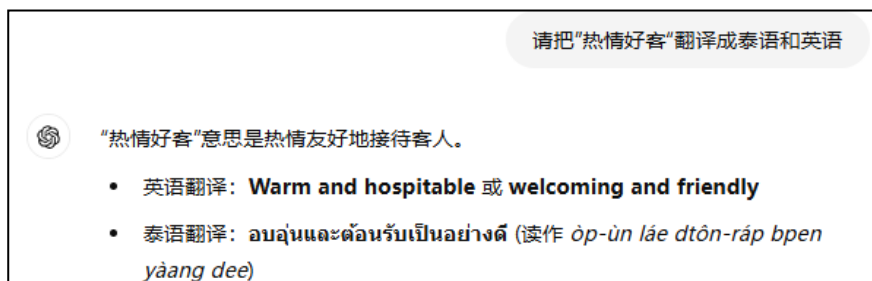 请把“热情好客“翻译成泰语和英语
“热情好客”意思是热情友好地接待客人。
• 英语翻译：Warm and hospitable 或 welcoming and friendly
• 泰语翻译：อบอุ่นและต้อนรับเป็นอย่างดี (读作 òp-ùn láe dtôn-ráp bpen
yàang dee)